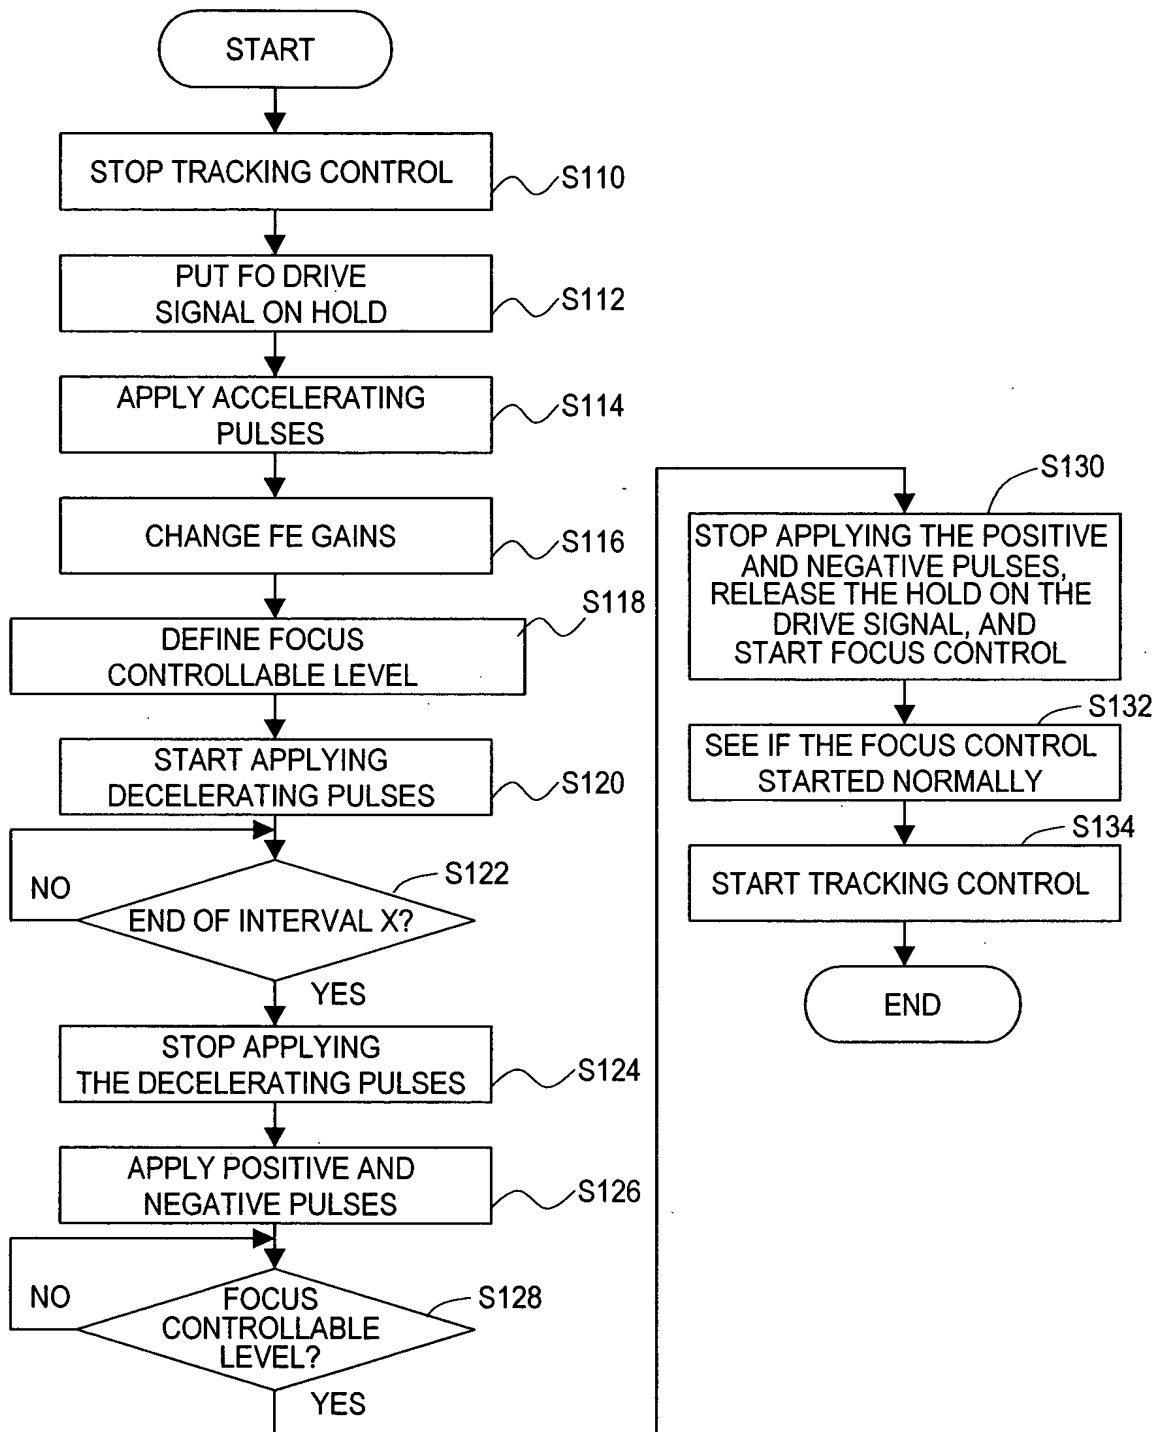 START
STOP TRACKING CONTROL
S110
PUT FO DRIVE
SIGNAL ON HOLD
S112
APPLY ACCELERATING
PULSES
S114
CHANGE FE GAINS
S116
S118
DEFINE FOCUS
CONTROLLABLE LEVEL
START APPLYING
DECELERATING PULSES
S120
NO
S122
END OF INTERVAL X?
YES
STOP APPLYING
THE DECELERATING PULSES
S124
APPLY POSITIVE AND
NEGATIVE PULSES
S126
NO
S128
FOCUS
CONTROLLABLE
LEVEL?
YES
S130
STOP APPLYING THE POSITIVE
AND NEGATIVE PULSES,
RELEASE THE HOLD ON THE
DRIVE SIGNAL, AND
START FOCUS CONTROL
S132
SEE IF THE FOCUS CONTROL
STARTED NORMALLY
S134
START TRACKING CONTROL
END